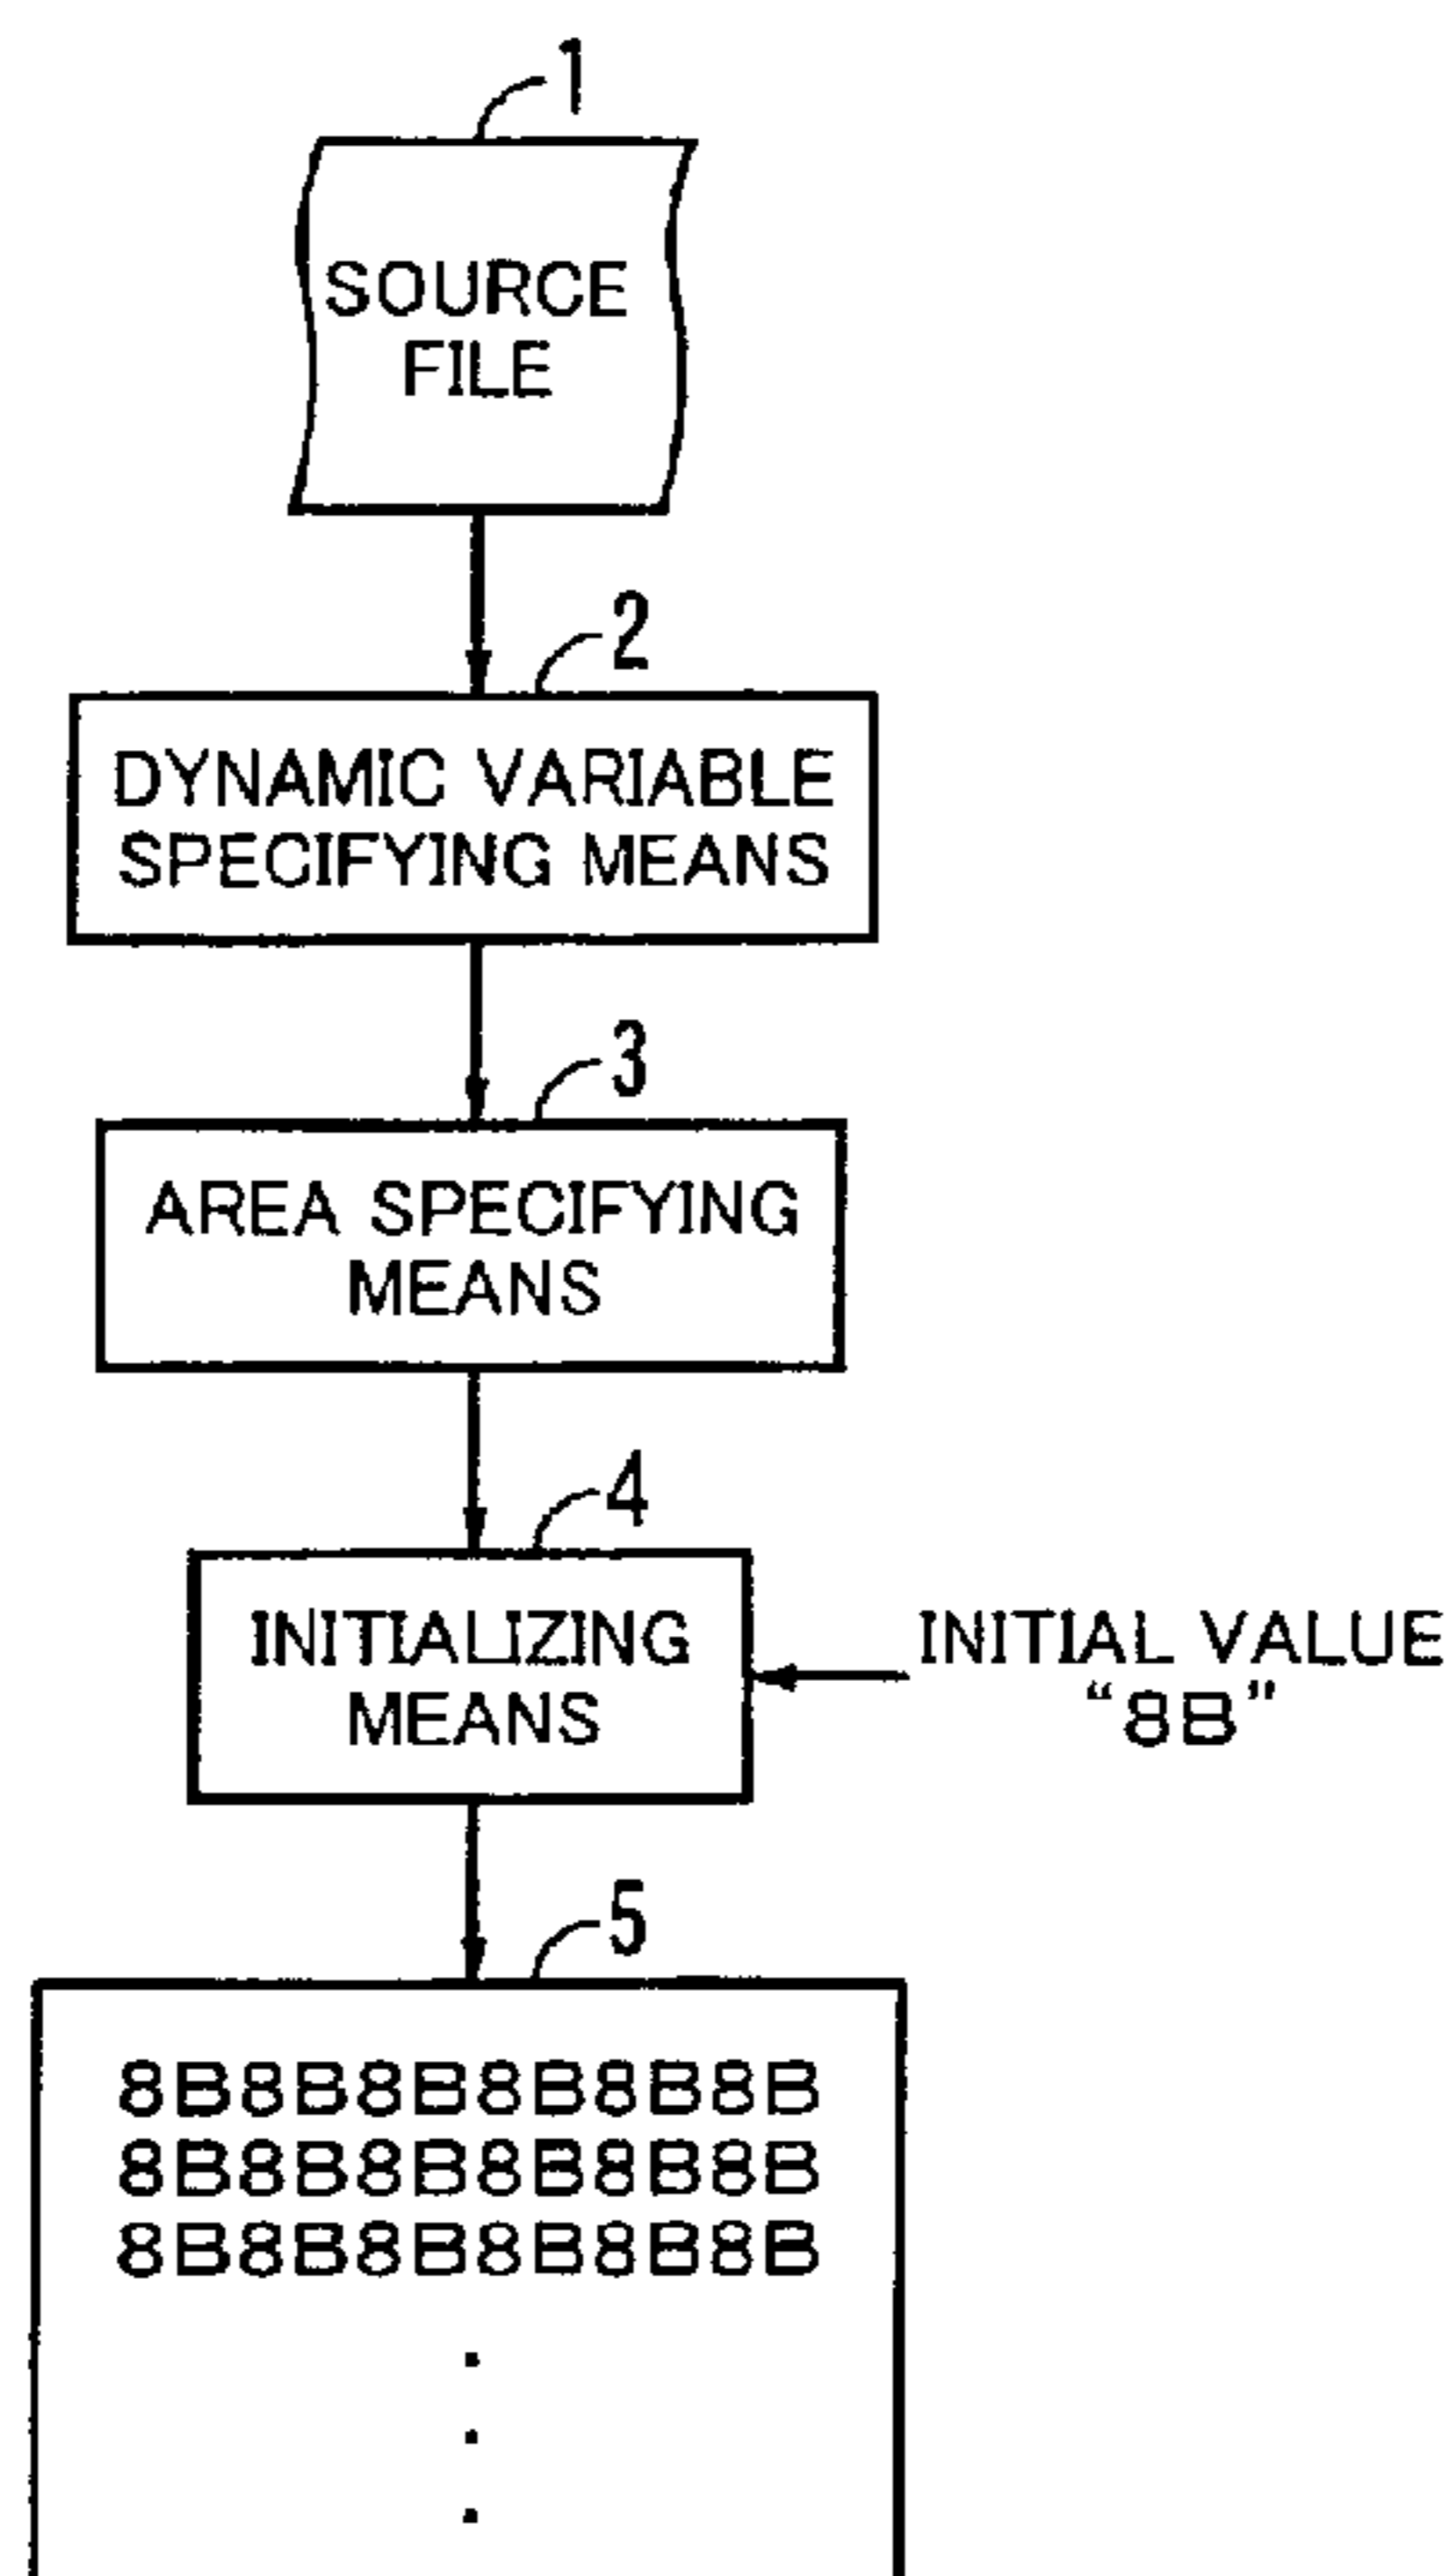 1
SOURCE
FILE
2
DYNAMIC VARIABLE
SPECIFYING MEANS
3
AREA SPECIFYING
MEANS
4
INITIALIZING
MEANS
INITIAL VALUE
“8B”
5
8B8B8B8B8B8B
8B8B8B8B8B8B
8B8B8B8B8B8B
.
.
.